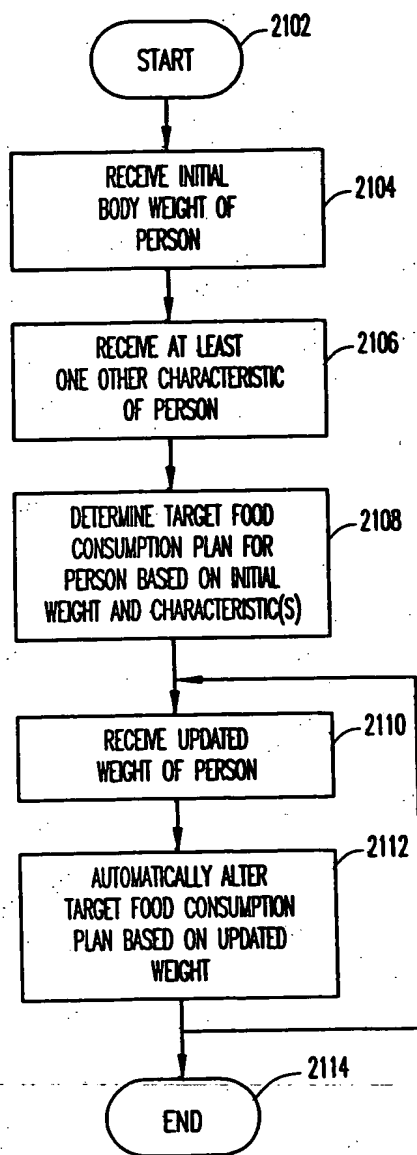 2102
START
RECEIVE INITIAL
BODY WEIGHT OF
PERSON
2104
RECEIVE AT LEAST
ONE OTHER CHARACTERISTIC
OF PERSON
2106
DETERMINE TARGET FOOD
CONSUMPTION PLAN FOR
PERSON BASED ON INITIAL
WEIGHT AND CHARACTERISTIC(S)
2108
RECEIVE UPDATED
WEIGHT OF PERSON
2110
AUTOMATICALLY ALTER
TARGET FOOD CONSUMPTION
PLAN BASED ON UPDATED
WEIGHT
2112
END
2114